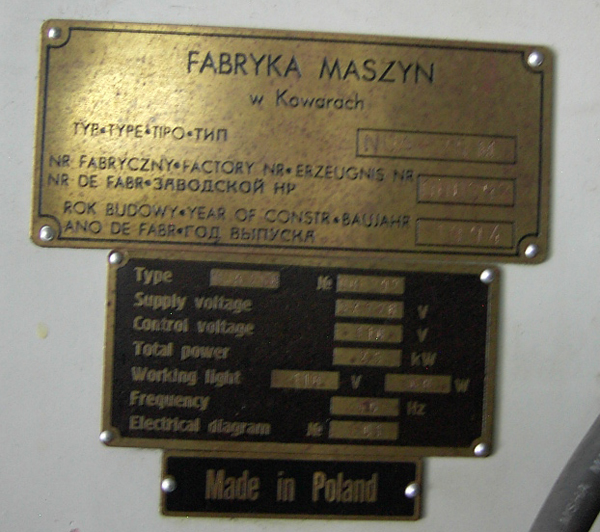 FABRYKA MASZYN
w Kowarach
TYP•TYPE•TIPO•ТИП
NR FABRYCZNY•FACTORY NR•ERZEUGNIS NR
NR DE FABR•ЗАВОДСКОЙ НР
ROK BUDOWY•YEAR OF CONSTR•BAUJAHR
ANO DE FABR•ГОД ВЫПУСКА
Type №
Supply voltage V
Control voltage V
Total power kW
Working light V W
Frequency Hz
Electrical diagram №
Made in Poland